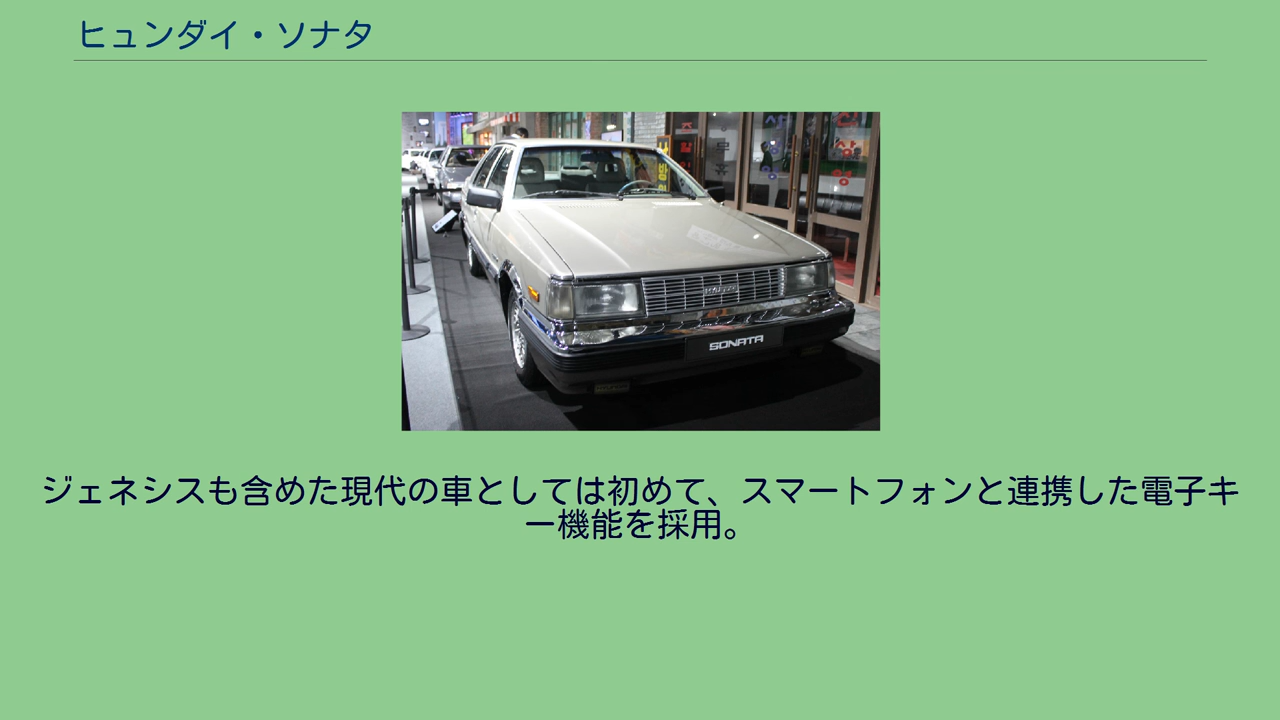 ヒュンダイ・ソナタ
SONATA
ジェネシスも含めた現代の車としては初めて、スマートフォンと連携した電子キ
ー機能を採用。